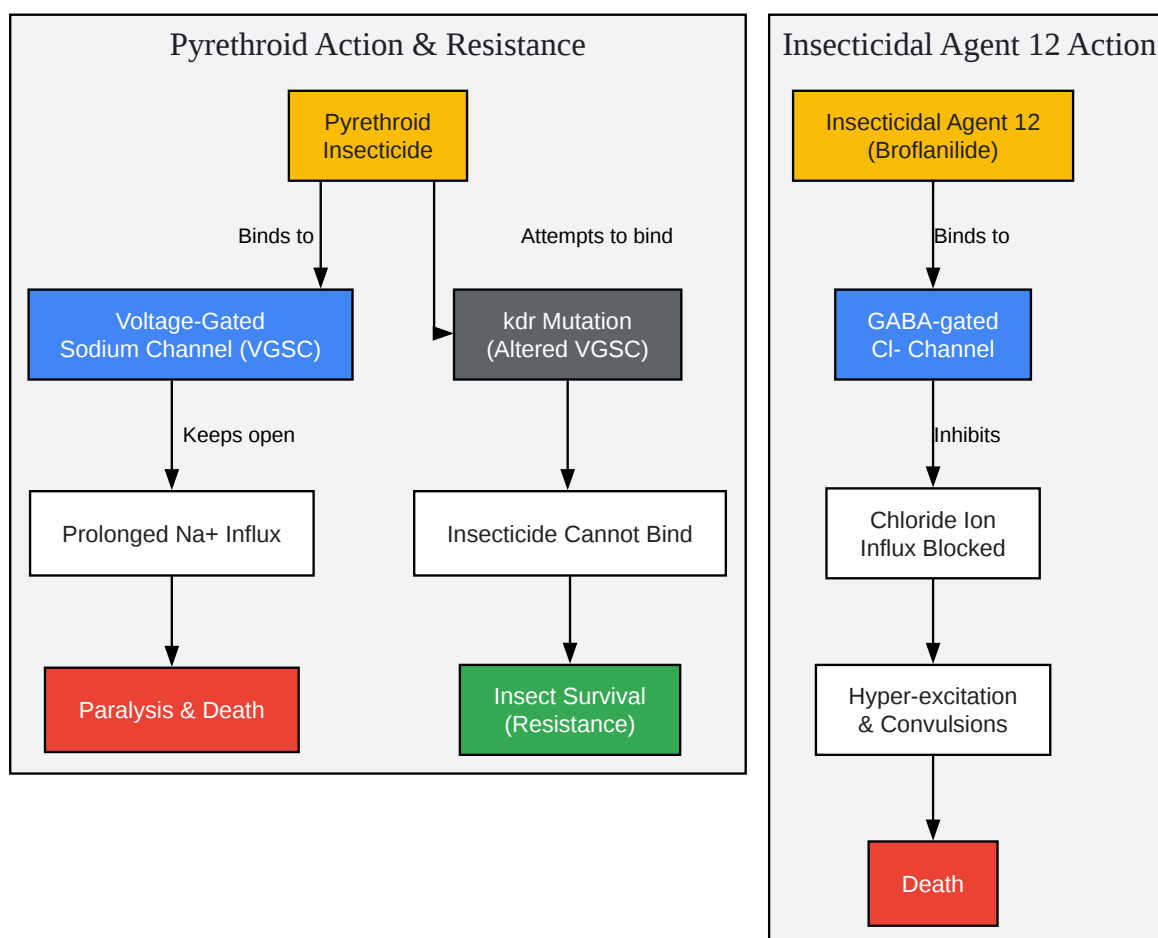 Pyrethroid Action & Resistance
Pyrethroid
Insecticide
Binds to
Attempts to bind
Voltage-Gated
Sodium Channel (VGSC)
kdr Mutation
(Altered VGSC)
Keeps open
Prolonged Na+ Influx
Insecticide Cannot Bind
Paralysis & Death
Insect Survival
(Resistance)
Insecticidal Agent 12 Action
Insecticidal Agent 12
(Broflanilide)
Binds to
GABA-gated
Cl- Channel
Inhibits
Chloride Ion
Influx Blocked
Hyper-excitation
& Convulsions
Death